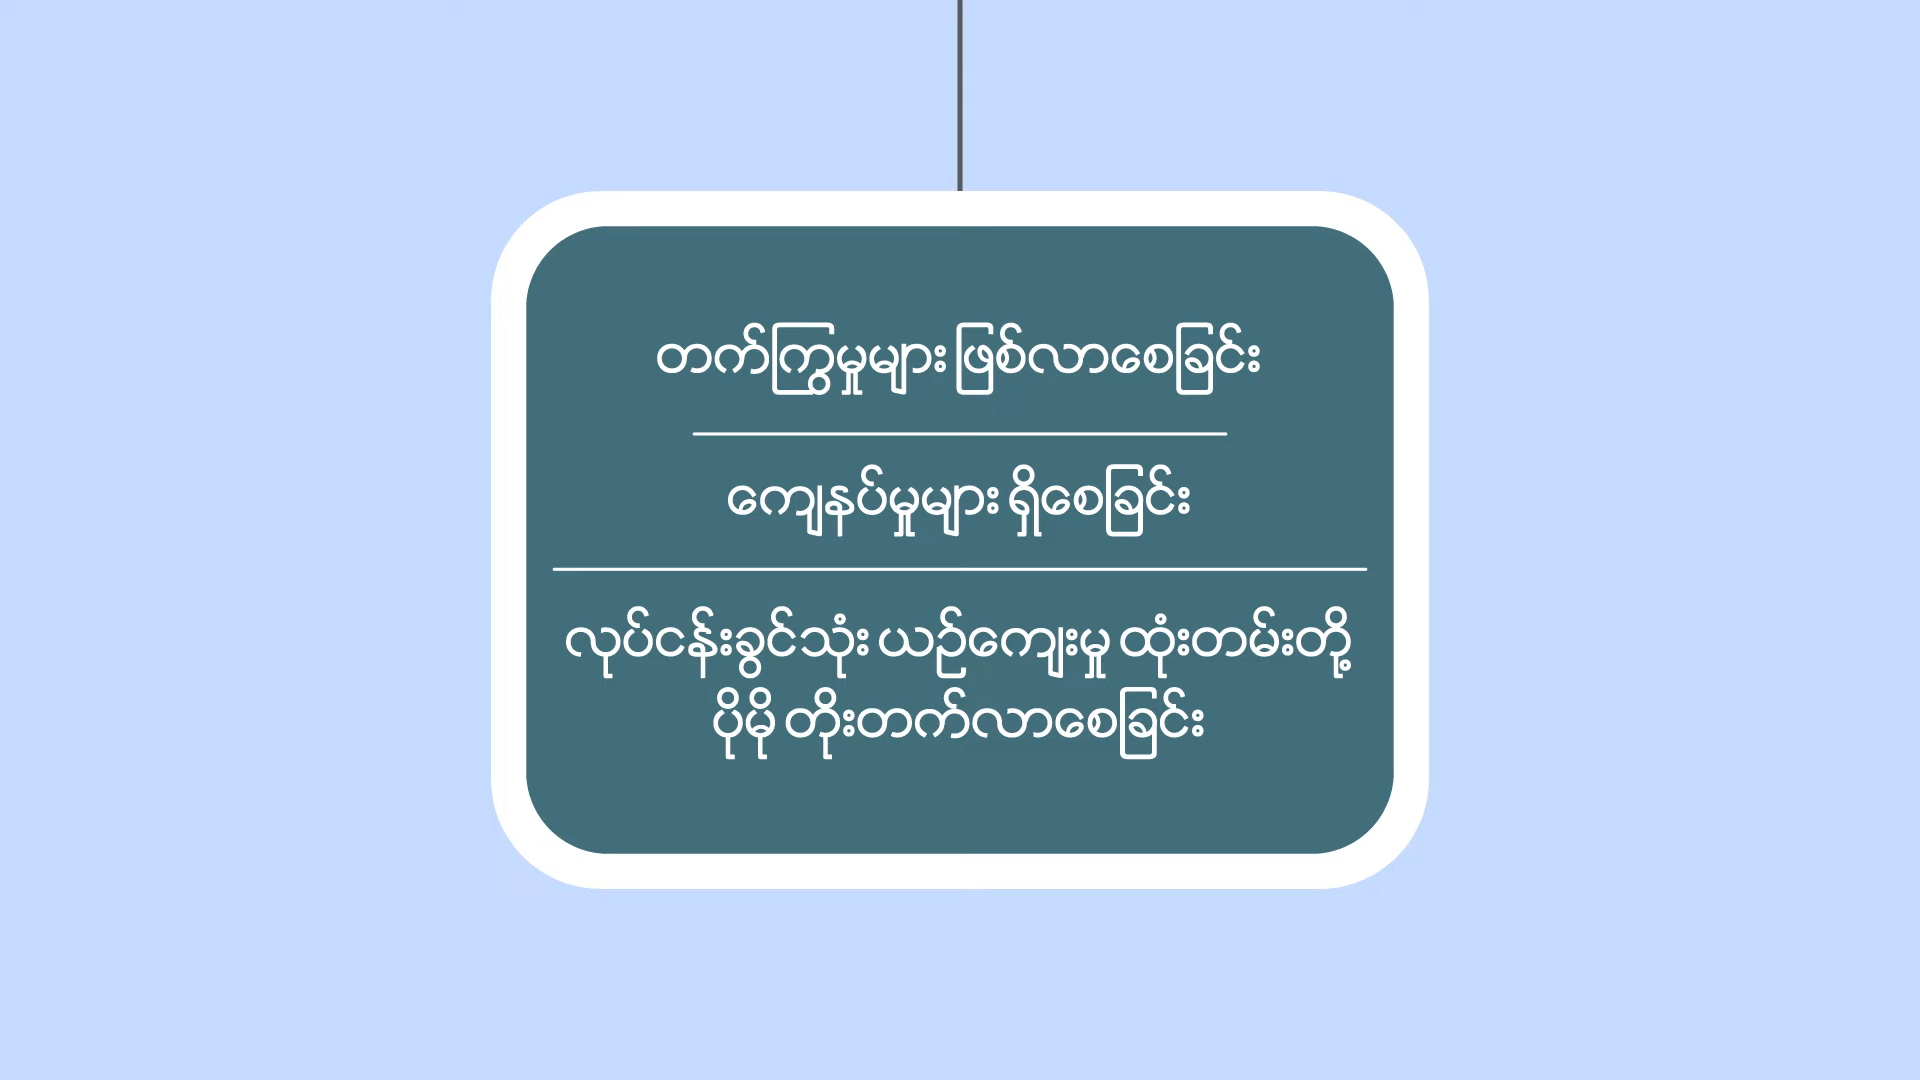 တက်ကြွမှုများ ဖြစ်လာစေခြင်း
ကျေနပ်မှုများ ရှိစေခြင်း
လုပ်ငန်းခွင်သုံး ယဉ်ကျေးမှု ထုံးတမ်းတို့
ပိုမို တိုးတက်လာစေခြင်း